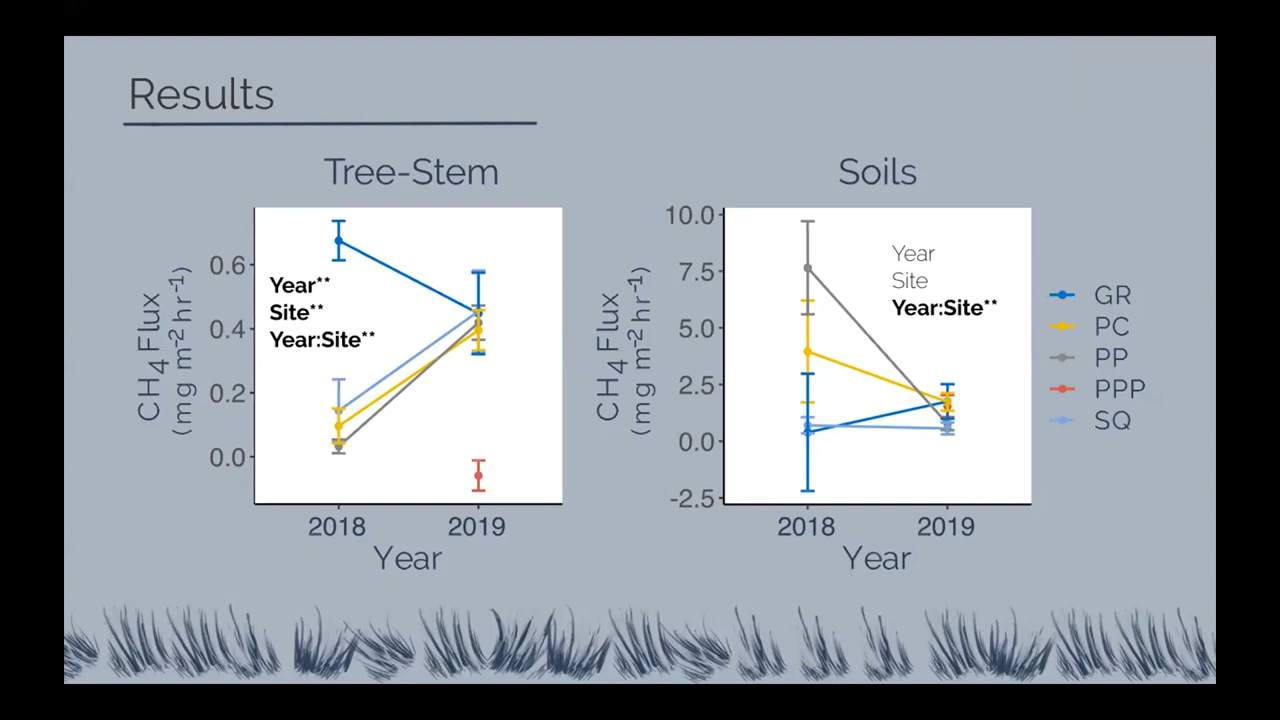 Results
Tree-Stem
CH4 Flux
(mg m-2 hr-1)
0.6
0.4
0.2
0.0
Year**
Site**
Year:Site**
2018 2019
Year
Soils
CH4 Flux
(mg m-2 hr-1)
10.0
7.5
5.0
2.5
0.0
-2.5
Year
Site
Year:Site**
2018 2019
Year
GR
PC
PP
PPP
SQ